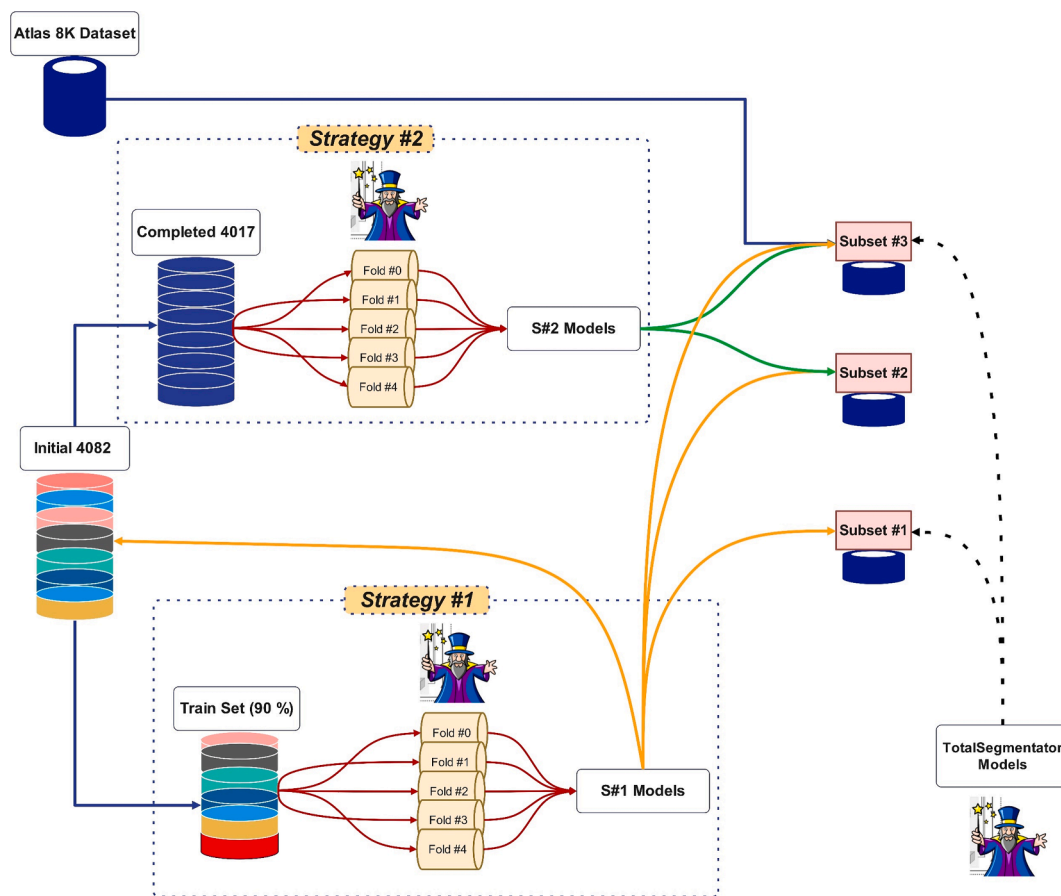 Atlas 8K Dataset
Strategy #2
Completed 4017
Fold #0
Fold #1
Fold #2
Fold #3
Fold #4
S#2 Models
Subset #3
Subset #2
Initial 4082
Subset #1
Strategy #1
Train Set (90 %)
Fold #0
Fold #1
Fold #2
Fold #3
Fold #4
S#1 Models
TotalSegmentator
Models